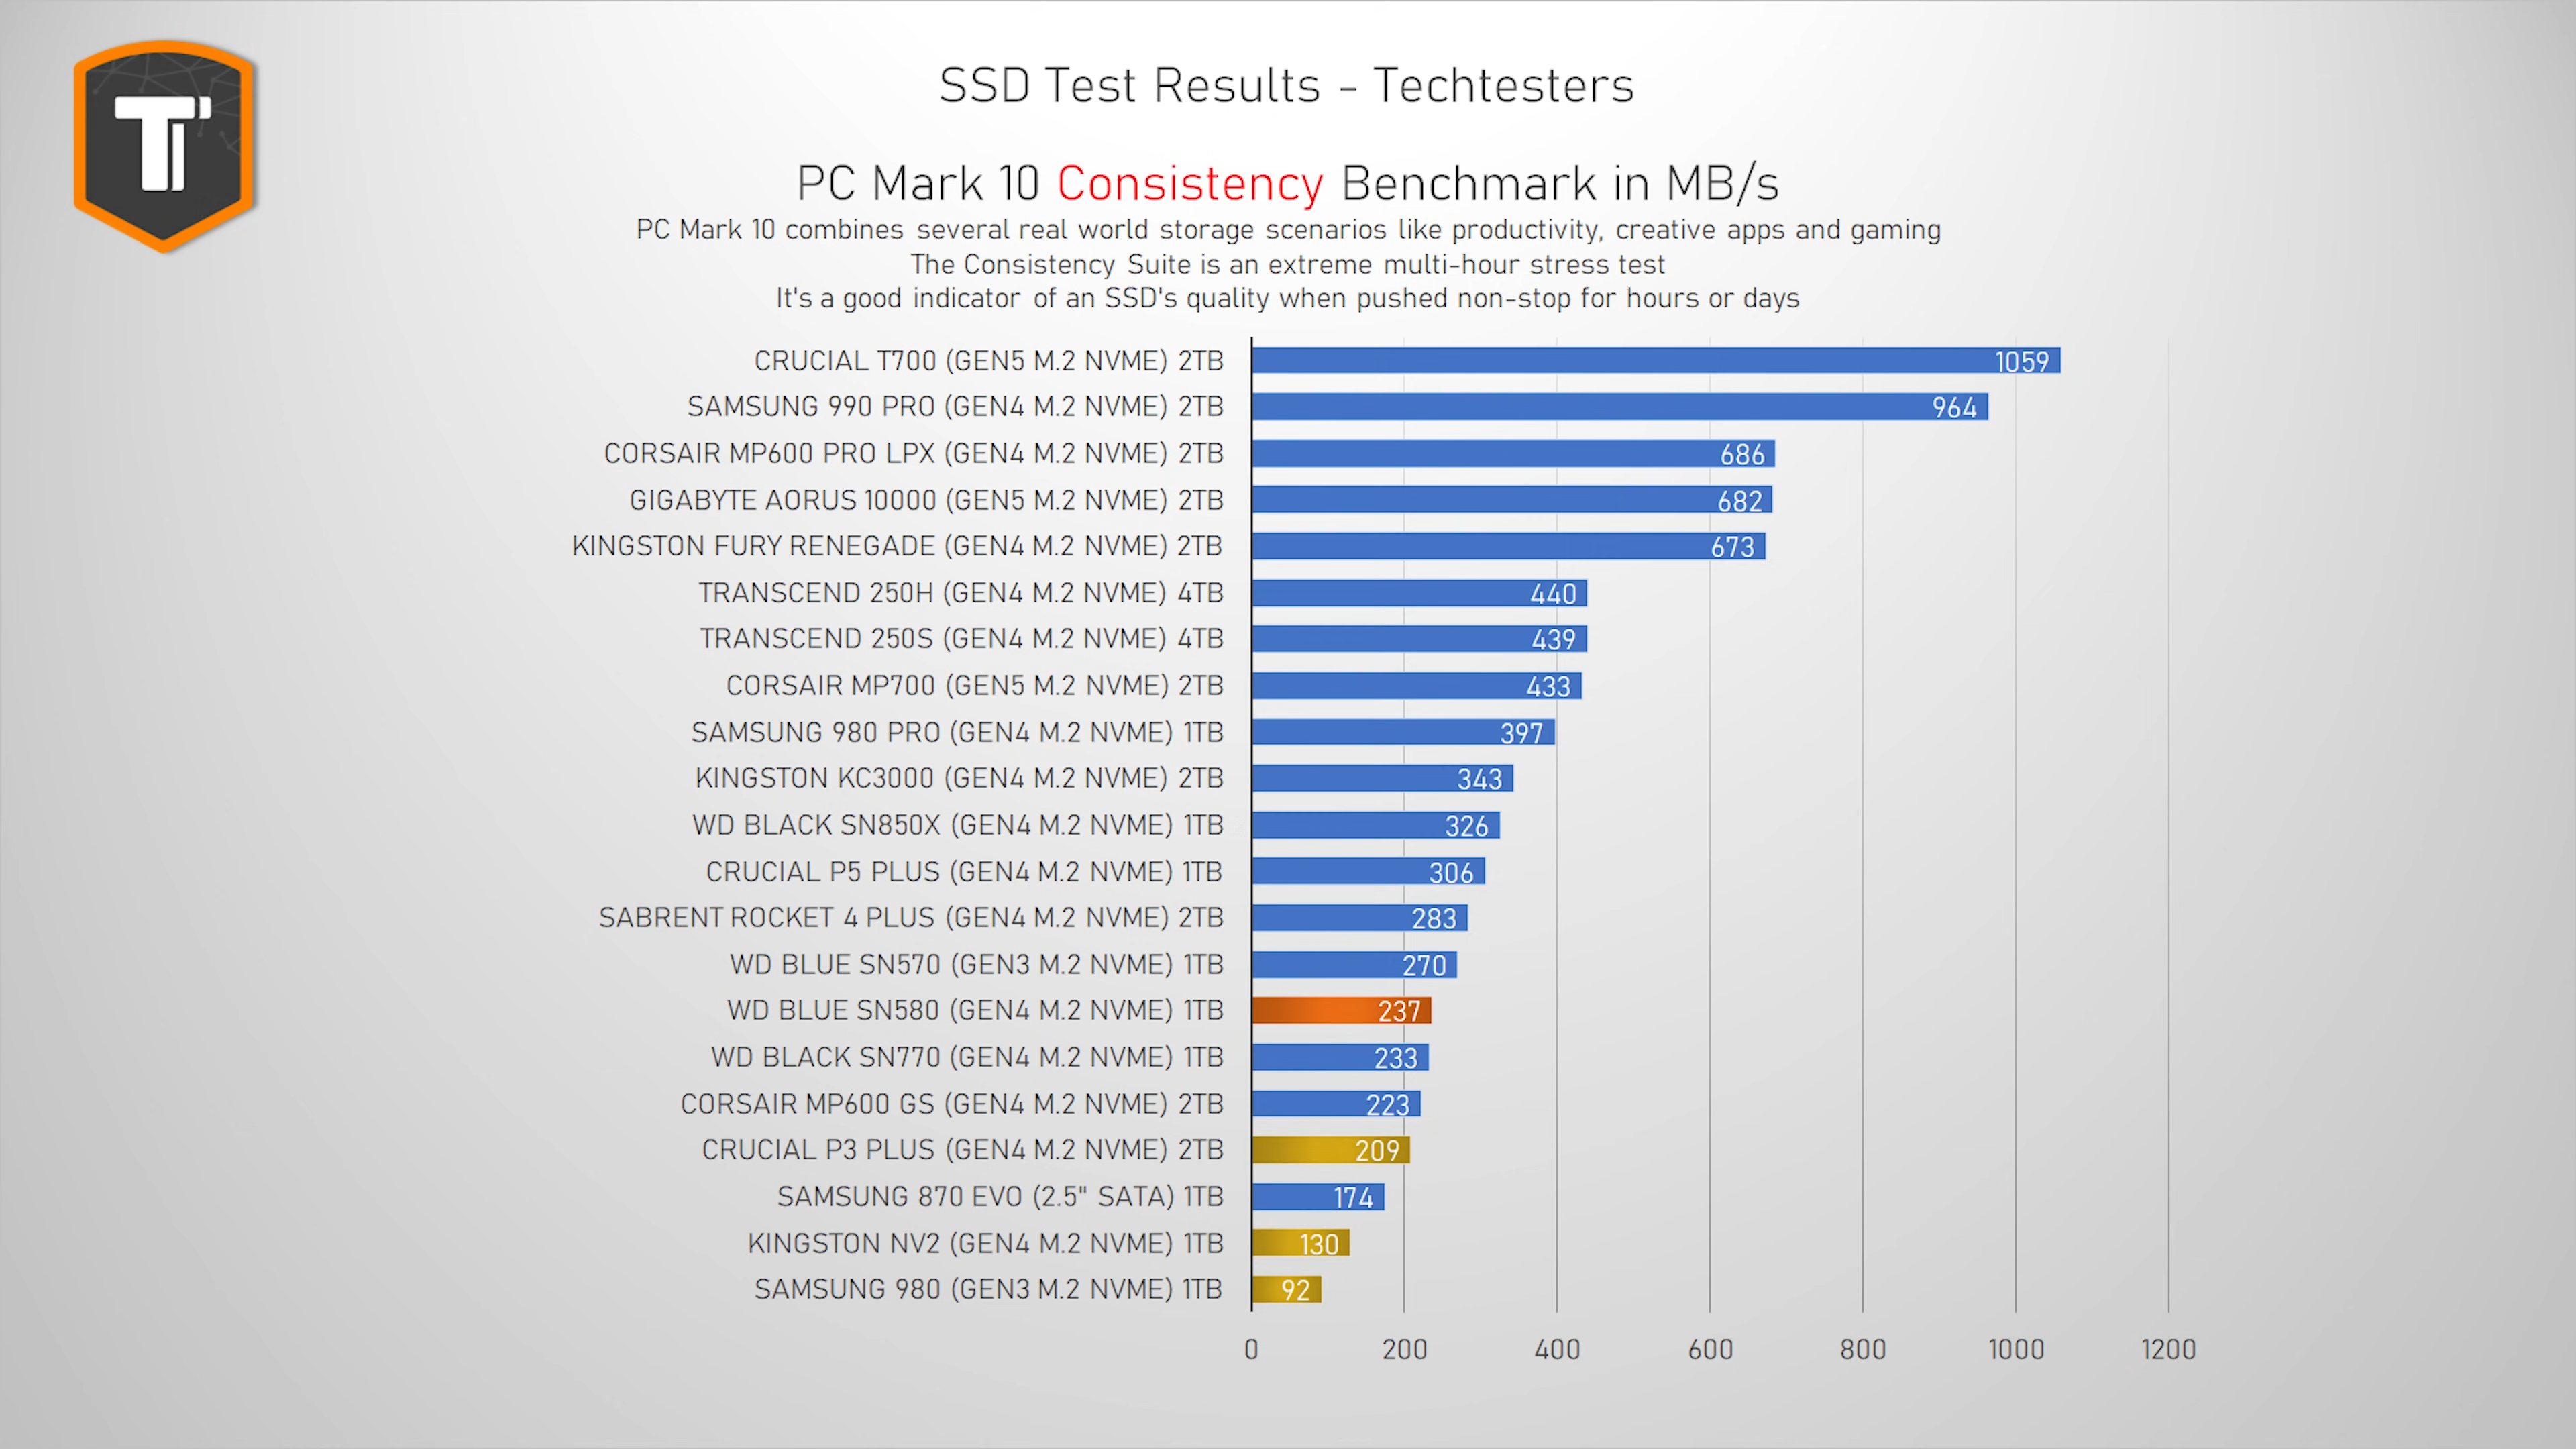 SSD Test Results - Techtesters
PC Mark 10 Consistency Benchmark in MB/s
PC Mark 10 combines several real world storage scenarios like productivity, creative apps and gaming
The Consistency Suite is an extreme multi-hour stress test
It's a good indicator of an SSD's quality when pushed non-stop for hours or days
CRUCIAL T700 (GEN5 M.2 NVME) 2TB 1059
SAMSUNG 990 PRO (GEN4 M.2 NVME) 2TB 964
CORSAIR MP600 PRO LPX (GEN4 M.2 NVME) 2TB 686
GIGABYTE AORUS 10000 (GEN5 M.2 NVME) 2TB 682
KINGSTON FURY RENEGADE (GEN4 M.2 NVME) 2TB 673
TRANSCEND 250H (GEN4 M.2 NVME) 4TB 440
TRANSCEND 250S (GEN4 M.2 NVME) 4TB 439
CORSAIR MP700 (GEN5 M.2 NVME) 2TB 433
SAMSUNG 980 PRO (GEN4 M.2 NVME) 1TB 397
KINGSTON KC3000 (GEN4 M.2 NVME) 2TB 343
WD BLACK SN850X (GEN4 M.2 NVME) 1TB 326
CRUCIAL P5 PLUS (GEN4 M.2 NVME) 1TB 306
SABRENT ROCKET 4 PLUS (GEN4 M.2 NVME) 2TB 283
WD BLUE SN570 (GEN3 M.2 NVME) 1TB 270
WD BLUE SN580 (GEN4 M.2 NVME) 1TB 237
WD BLACK SN770 (GEN4 M.2 NVME) 1TB 233
CORSAIR MP600 GS (GEN4 M.2 NVME) 2TB 223
CRUCIAL P3 PLUS (GEN4 M.2 NVME) 2TB 209
SAMSUNG 870 EVO (2.5" SATA) 1TB 174
KINGSTON NV2 (GEN4 M.2 NVME) 1TB 130
SAMSUNG 980 (GEN3 M.2 NVME) 1TB 92
0 200 400 600 800 1000 1200